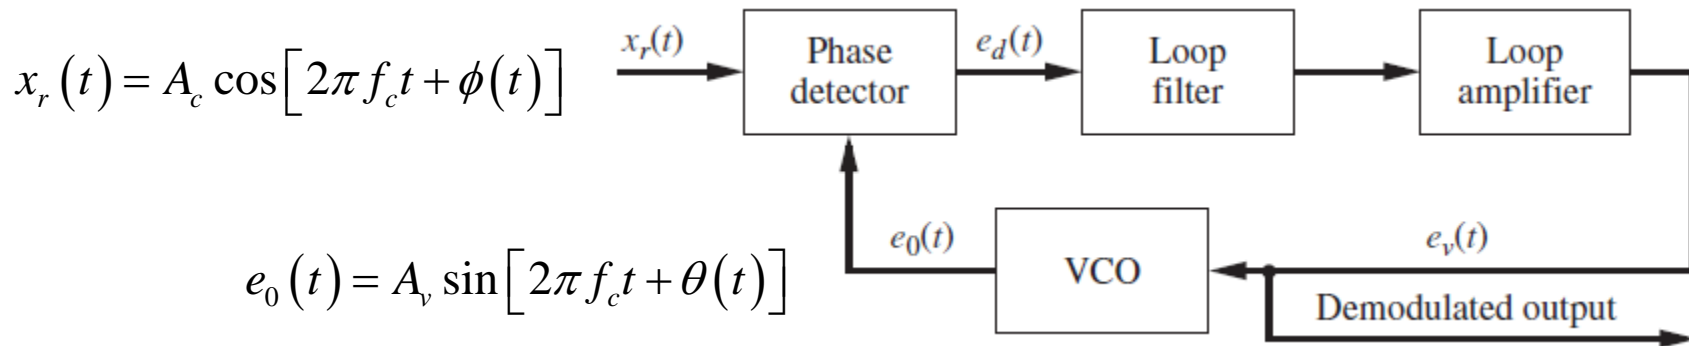 x_r(t) = A_c cos[2πf_c t + ϕ(t)]
x_r(t)
Phase
detector
e_d(t)
Loop
filter
Loop
amplifier
e_0(t) = A_v sin[2πf_c t + θ(t)]
e_0(t)
VCO
e_v(t)
Demodulated output